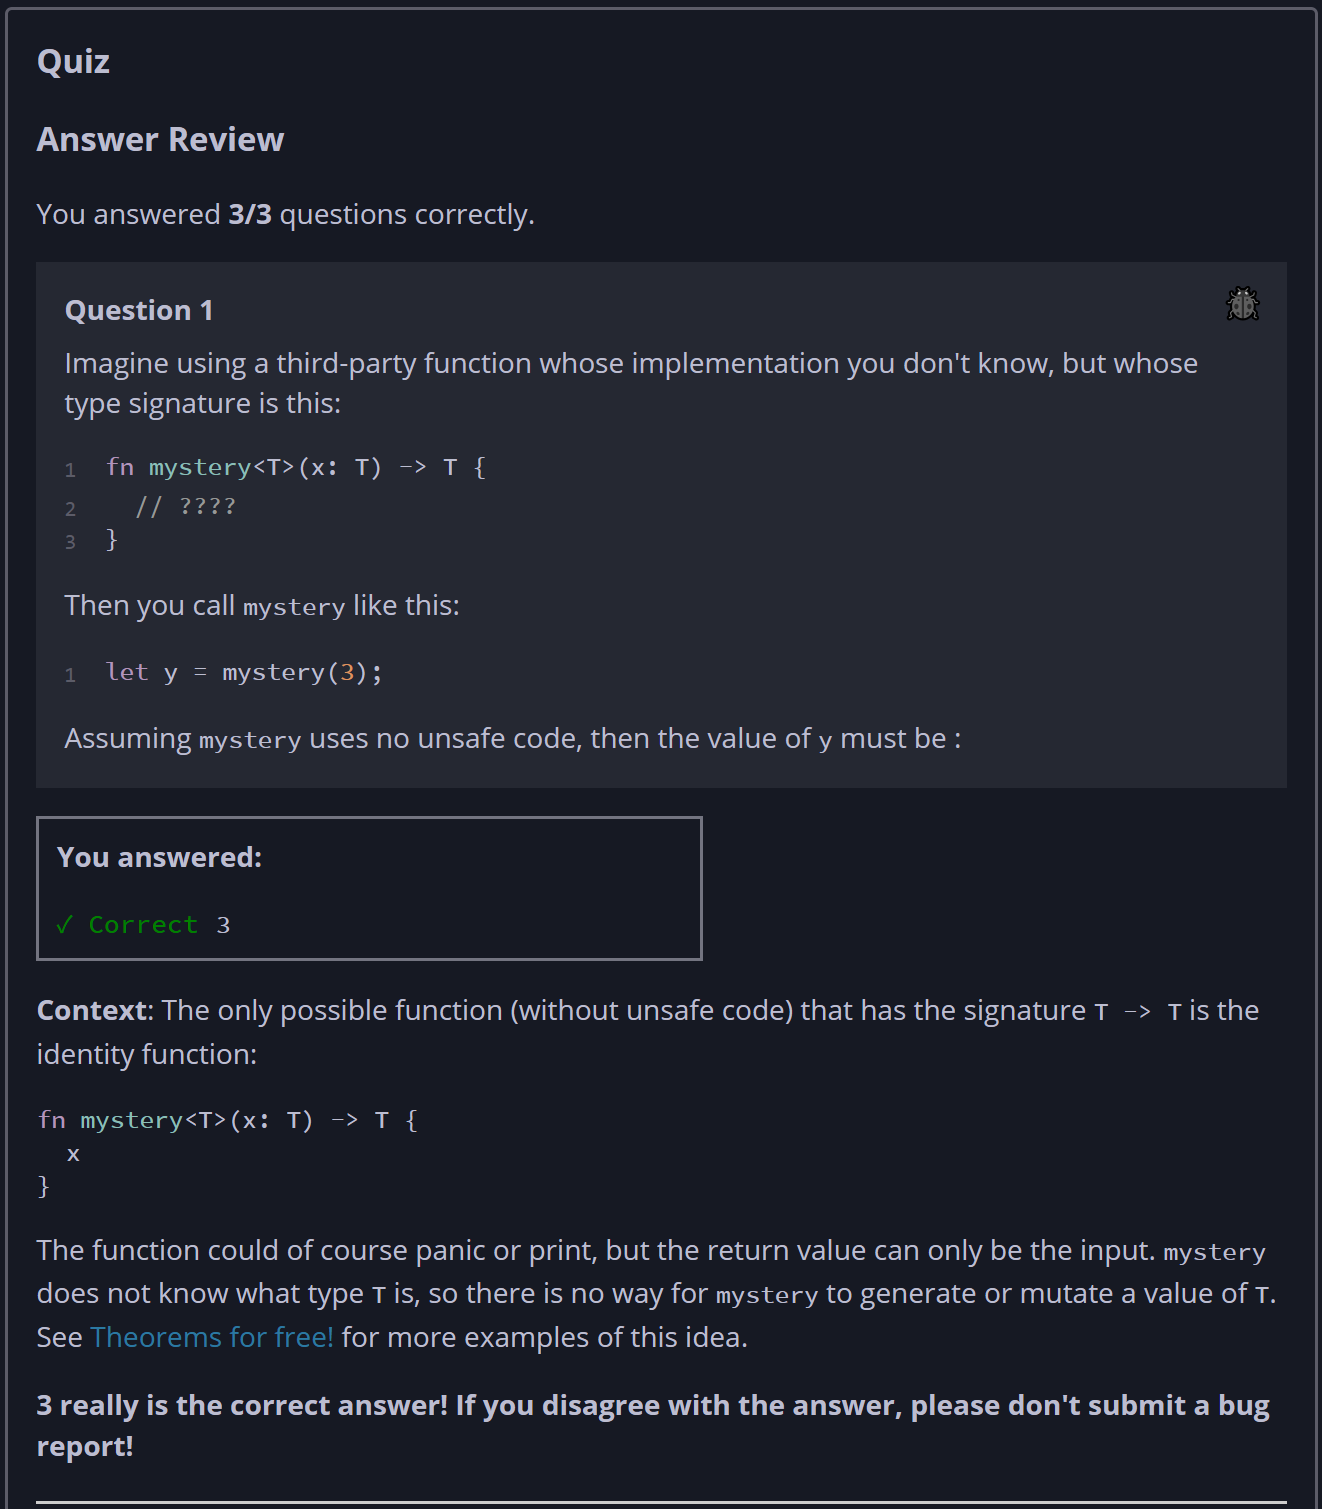 Quiz
Answer Review
You answered 3/3 questions correctly.
Question 1
Imagine using a third-party function whose implementation you don't know, but whose
type signature is this:
1 fn mystery<T>(x: T) -> T {
2   // ????
3 }
Then you call mystery like this:
1 let y = mystery(3);
Assuming mystery uses no unsafe code, then the value of y must be :
You answered:
✓ Correct 3
Context: The only possible function (without unsafe code) that has the signature T -> T is the
identity function:
fn mystery<T>(x: T) -> T {
  x
}
The function could of course panic or print, but the return value can only be the input. mystery
does not know what type T is, so there is no way for mystery to generate or mutate a value of T.
See Theorems for free! for more examples of this idea.
3 really is the correct answer! If you disagree with the answer, please don't submit a bug
report!